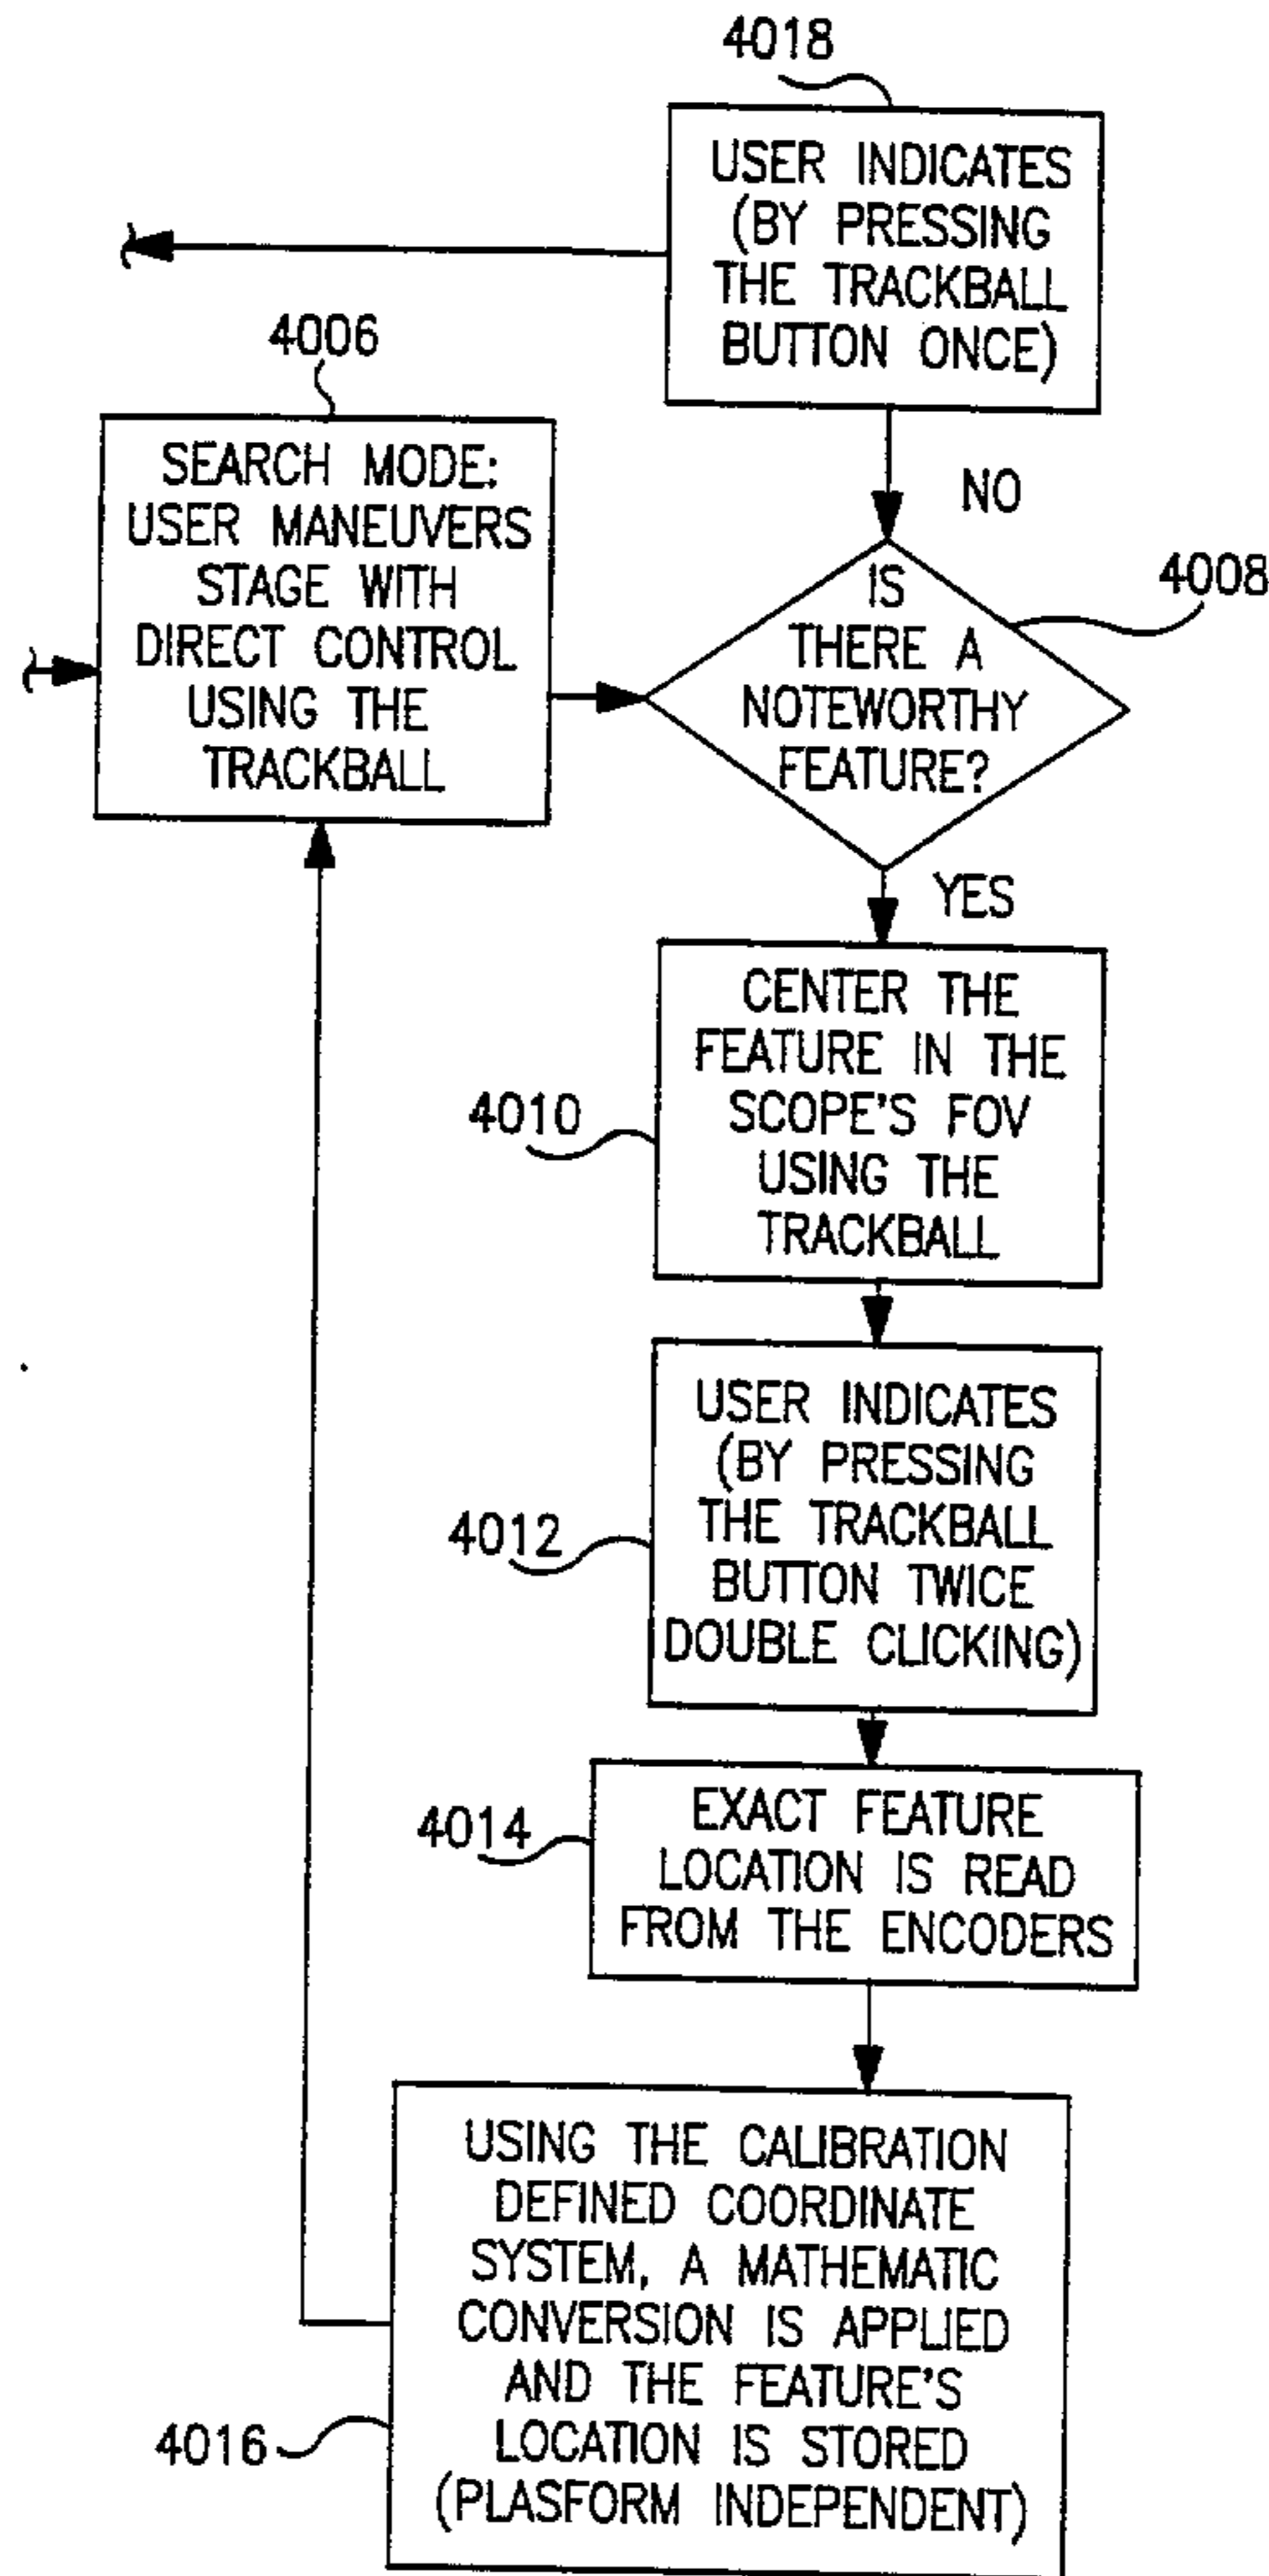 4018
USER INDICATES
(BY PRESSING
THE TRACKBALL
BUTTON ONCE)
4006
SEARCH MODE:
USER MANEUVERS
STAGE WITH
DIRECT CONTROL
USING THE
TRACKBALL
NO
4008
IS
THERE A
NOTEWORTHY
FEATURE?
YES
CENTER THE
FEATURE IN THE
SCOPE'S FOV
USING THE
TRACKBALL
4010
USER INDICATES
(BY PRESSING
THE TRACKBALL
BUTTON TWICE
DOUBLE CLICKING)
4012
EXACT FEATURE
LOCATION IS READ
FROM THE ENCODERS
4014
USING THE CALIBRATION
DEFINED COORDINATE
SYSTEM, A MATHEMATIC
CONVERSION IS APPLIED
AND THE FEATURE'S
LOCATION IS STORED
(PLASFORM INDEPENDENT)
4016